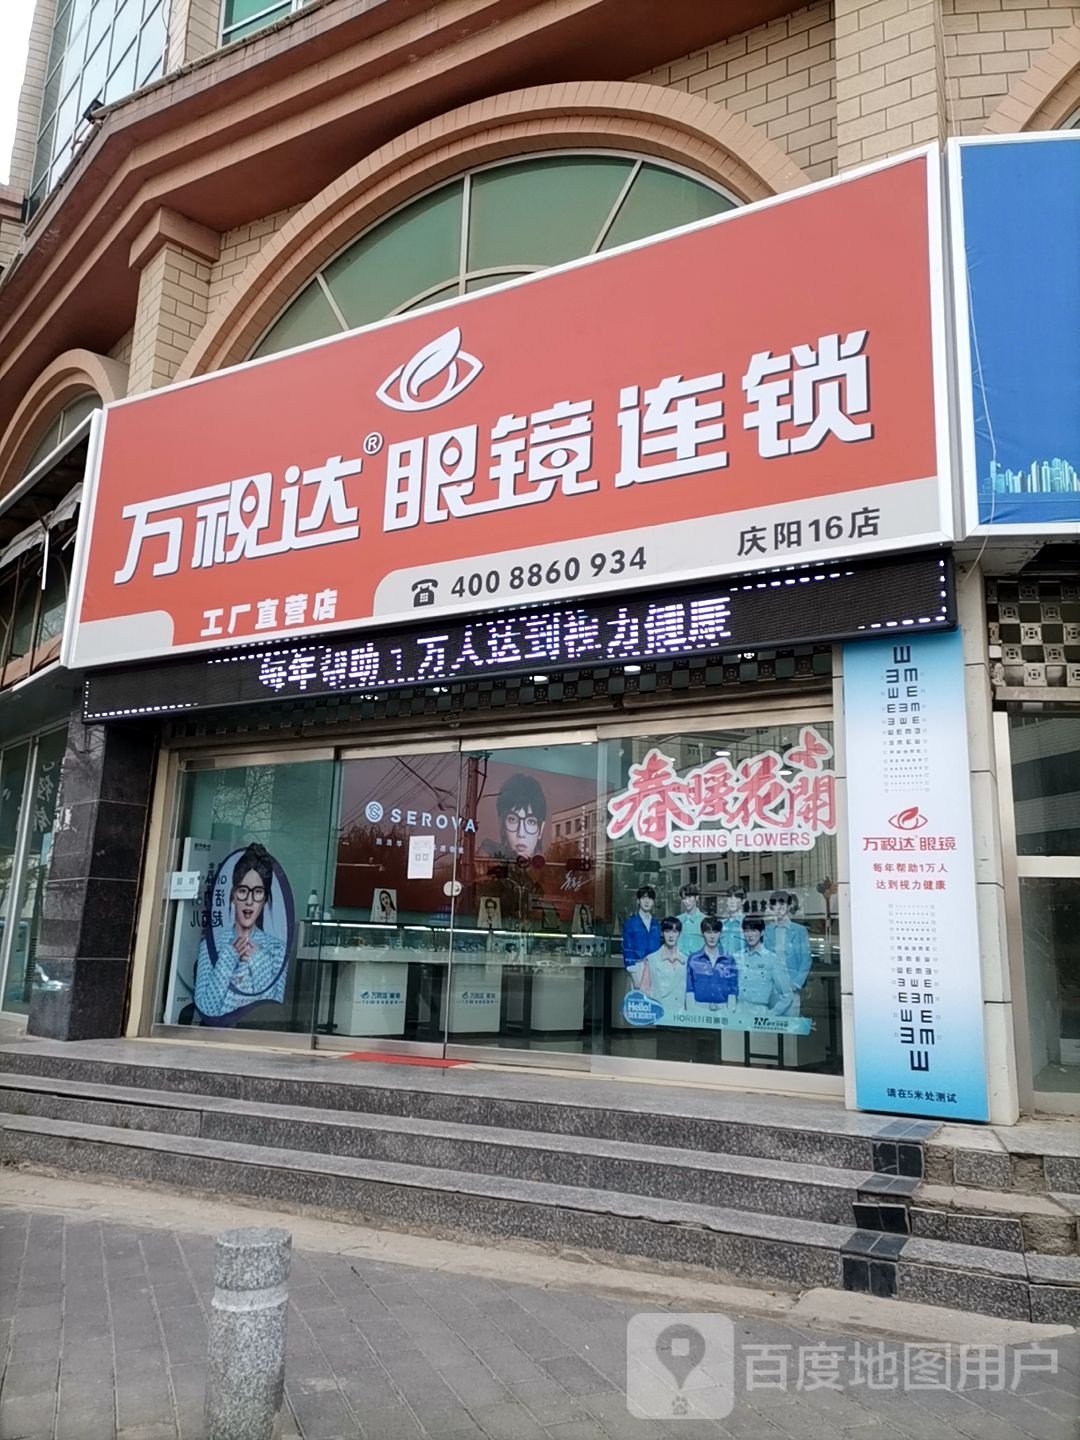 万视达®眼镜连锁
工厂直营店
400 8860 934
庆阳16店
每年帮助1万人达到视力健康
春暖花開
SPRING FLOWERS
SEROVA
万视达®眼镜
每年帮助1万人
达到视力健康
请在5米处测试
Hello!
HORIEN
百度地图用户